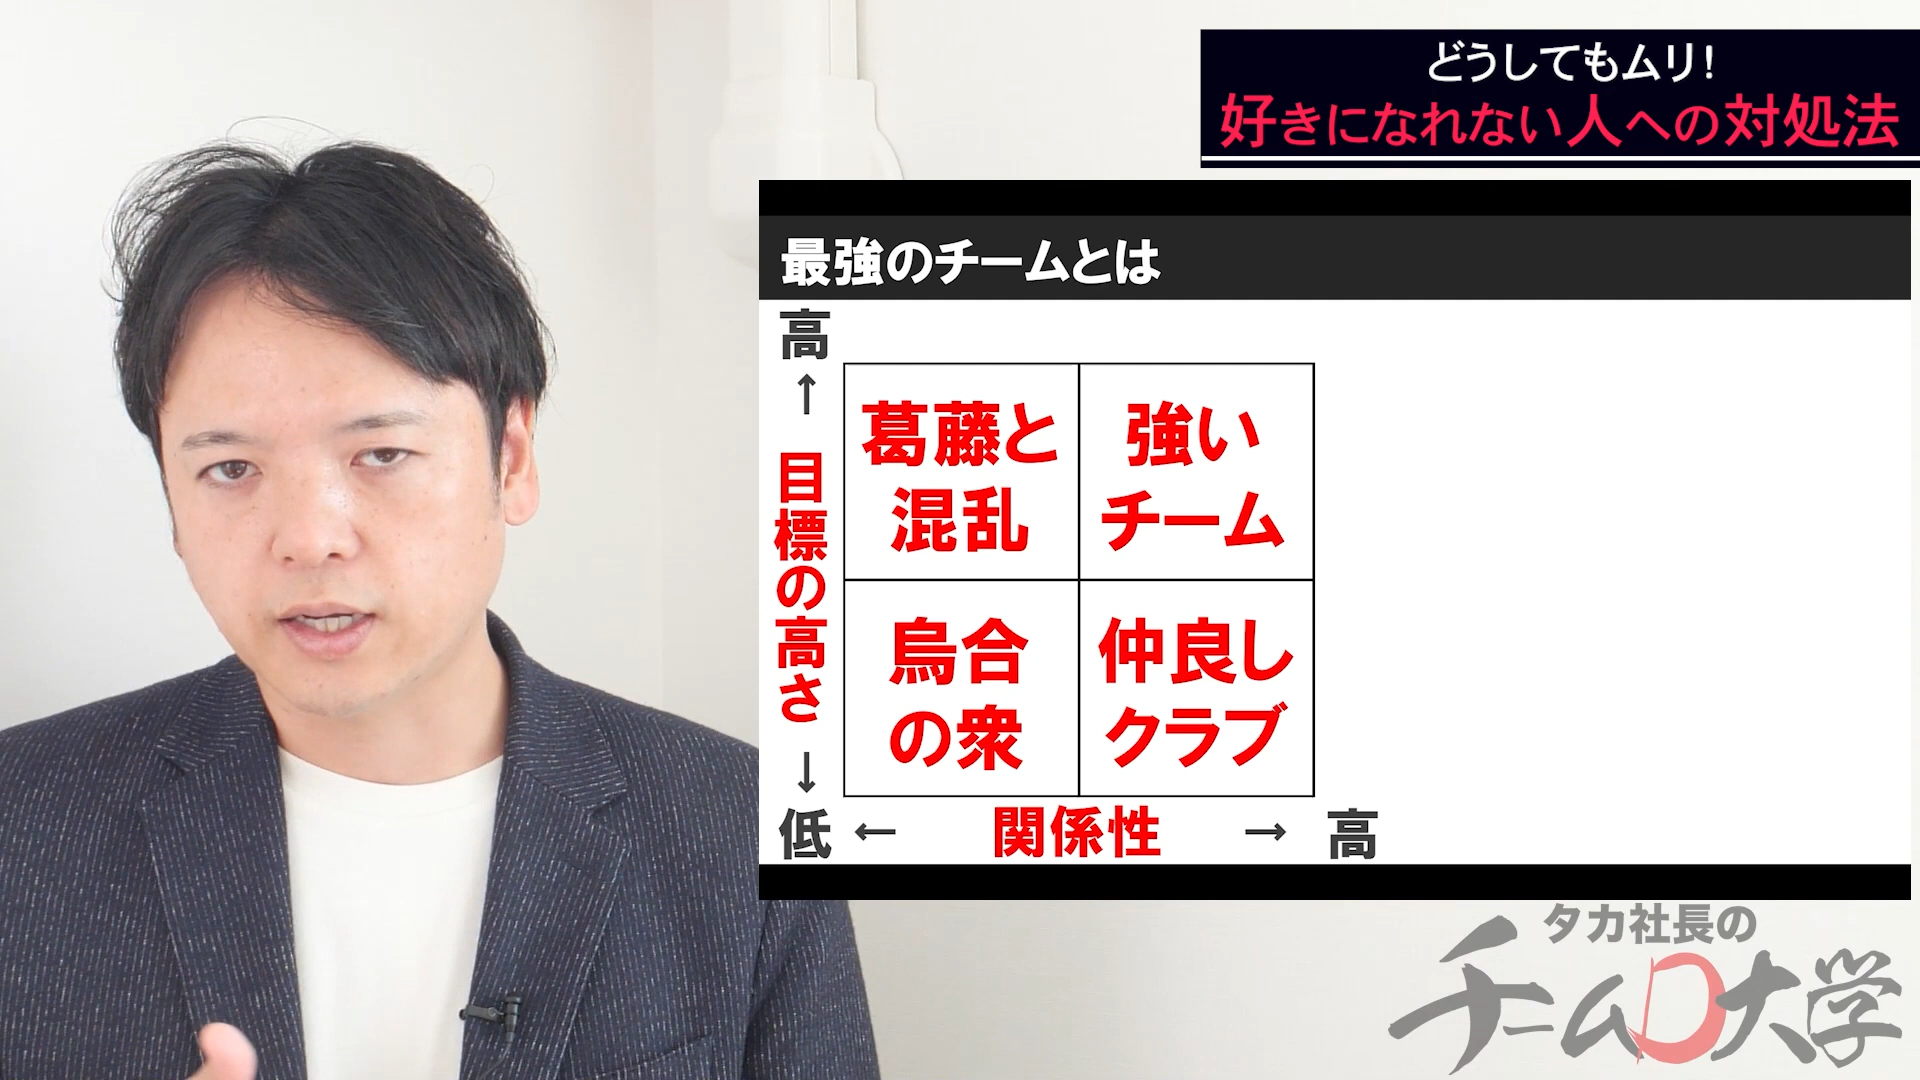 どうしてもムリ!
好きになれない人への対処法
最強のチームとは
高
↑
目標の高さ
↓
低
葛藤と
混乱
強い
チーム
烏合
の衆
仲良し
クラブ
← 関係性 → 高
タカ社長の
チームD大学